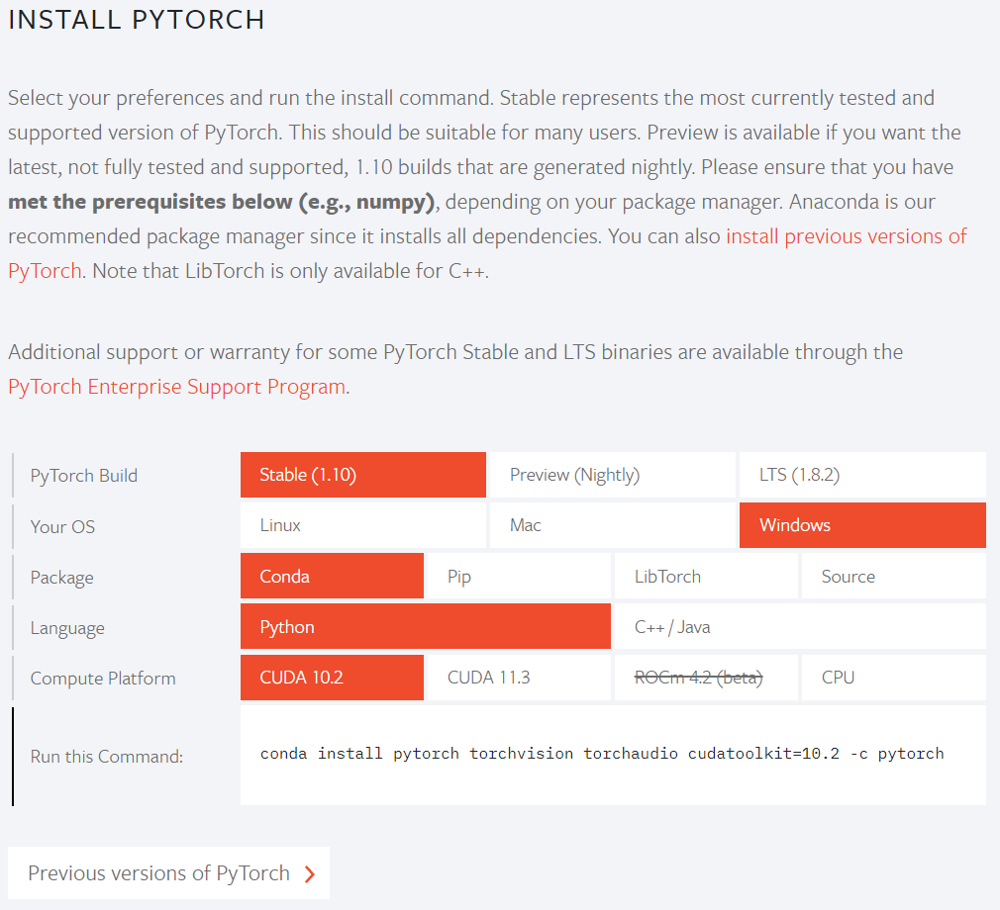 INSTALL PYTORCH
Select your preferences and run the install command. Stable represents the most currently tested and
supported version of PyTorch. This should be suitable for many users. Preview is available if you want the
latest, not fully tested and supported, 1.10 builds that are generated nightly. Please ensure that you have
met the prerequisites below (e.g., numpy), depending on your package manager. Anaconda is our
recommended package manager since it installs all dependencies. You can also install previous versions of
PyTorch. Note that LibTorch is only available for C++.
Additional support or warranty for some PyTorch Stable and LTS binaries are available through the
PyTorch Enterprise Support Program.
PyTorch Build Stable (1.10) Preview (Nightly) LTS (1.8.2)
Your OS Linux Mac Windows
Package Conda Pip LibTorch Source
Language Python C++ / Java
Compute Platform CUDA 10.2 CUDA 11.3 ROCm 4.2 (beta) CPU
Run this Command: conda install pytorch torchvision torchaudio cudatoolkit=10.2 -c pytorch
Previous versions of PyTorch